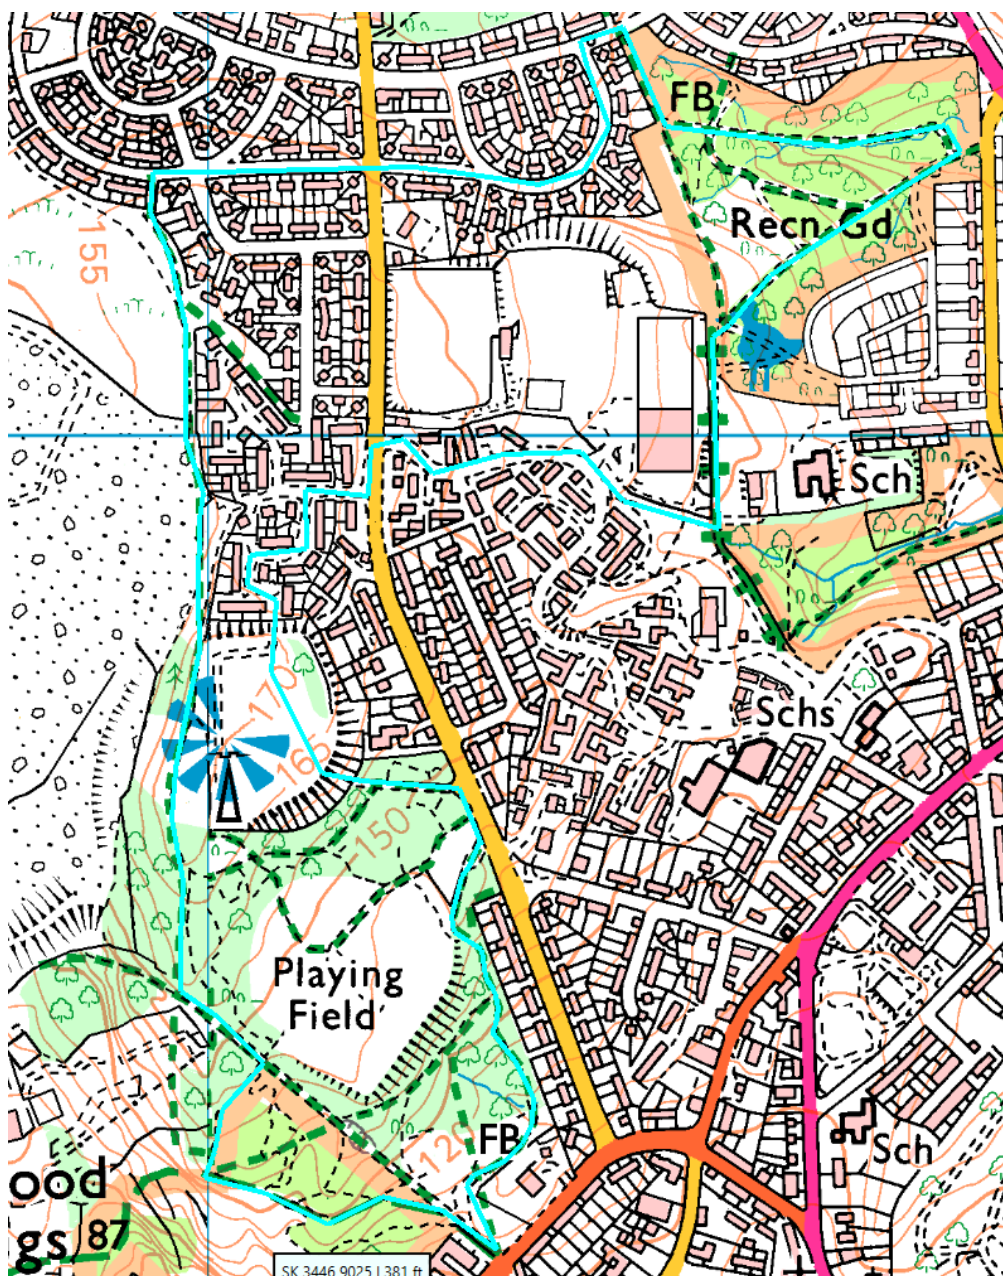 FB
155
Recn Gd
Sch
170
165
Schs
150
Playing
Field
120
FB
Sch
ood
gs
87
SK 3446 9025 | 381 ft